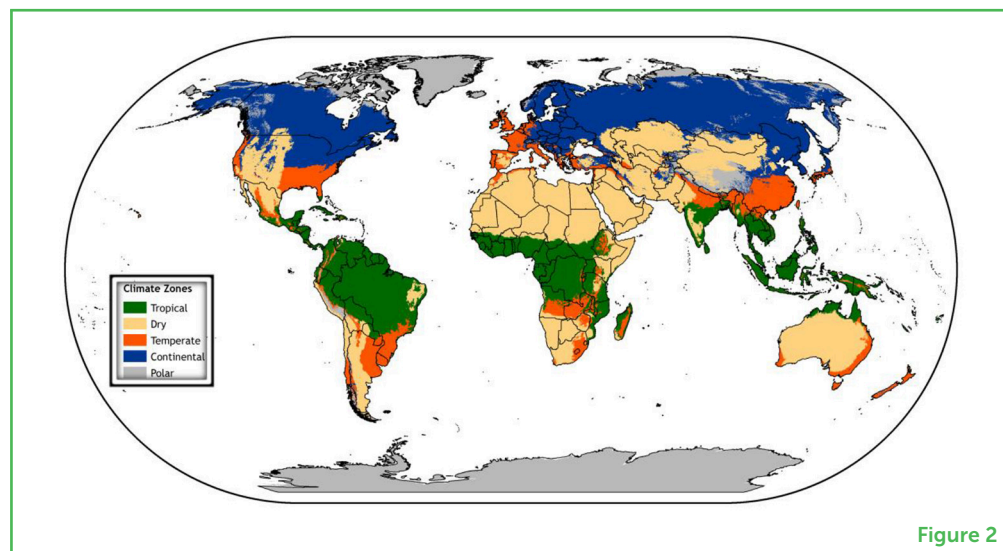 Climate Zones
Tropical
Dry
Temperate
Continental
Polar
Figure 2